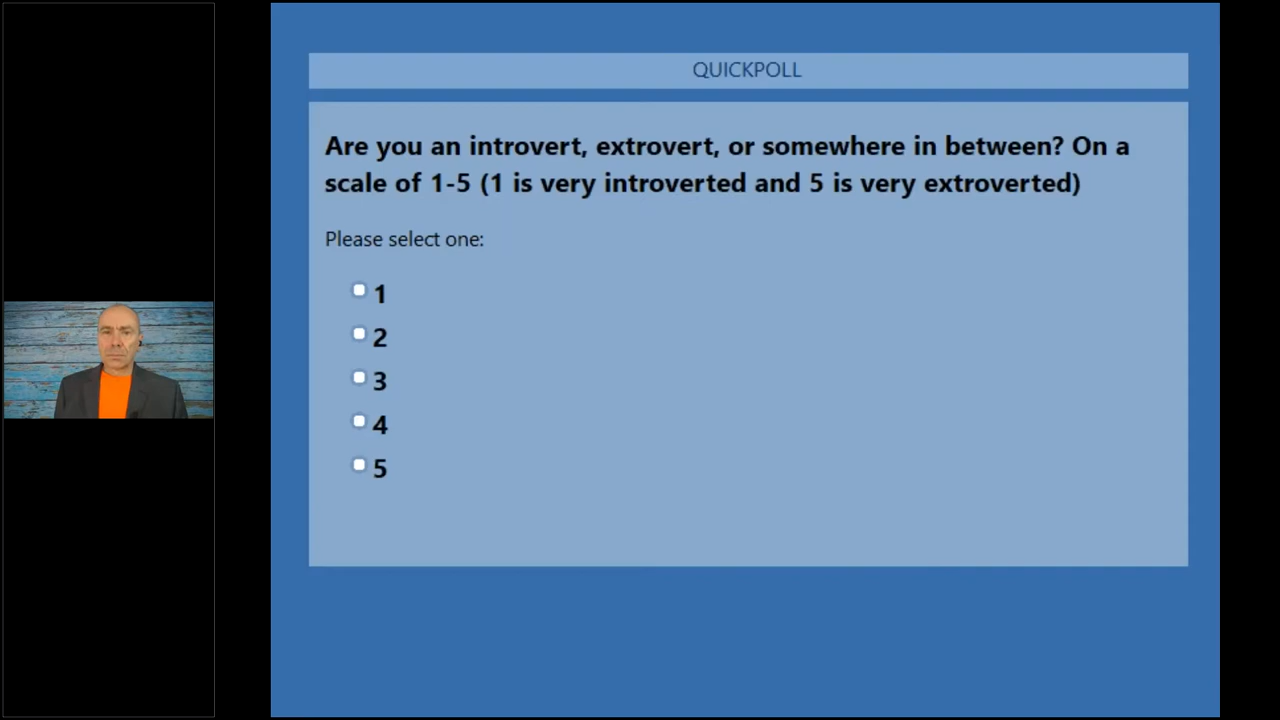 QUICKPOLL
Are you an introvert, extrovert, or somewhere in between? On a
scale of 1-5 (1 is very introverted and 5 is very extroverted)
Please select one:
1
2
3
4
5